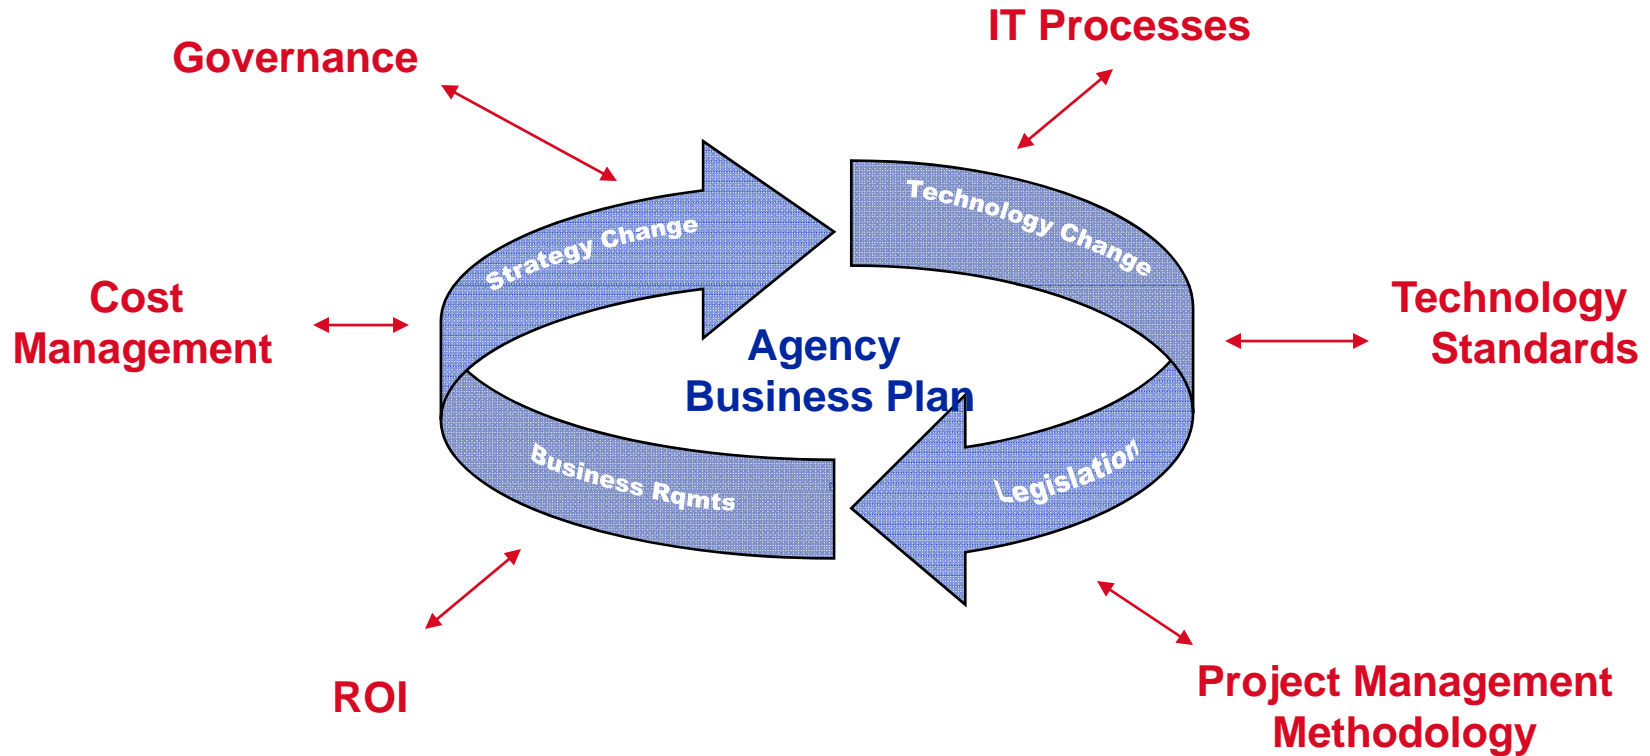 IT Processes
Governance
Technology Change
Strategy Change
Cost
Management
Technology
Standards
Agency
Business Plan
Business Rqmts
Legislation
ROI
Project Management
Methodology